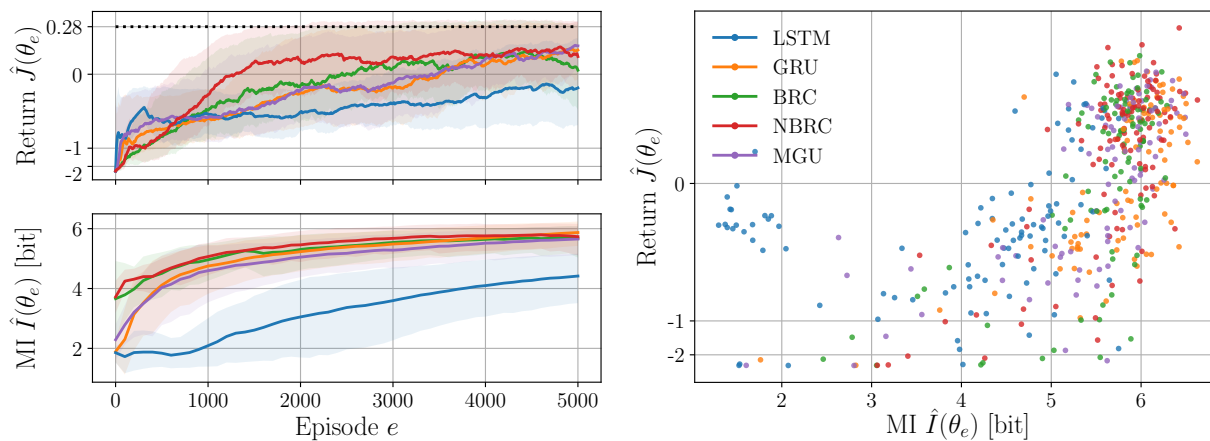 Return Ĵ(θₑ)
0.28
0
-1
-2
MI Î(θₑ) [bit]
6
4
2
0
1000
2000
3000
4000
5000
Episode e
LSTM
GRU
BRC
NBRC
MGU
Return Ĵ(θₑ)
0
-1
-2
1
2
3
4
5
6
MI Î(θₑ) [bit]